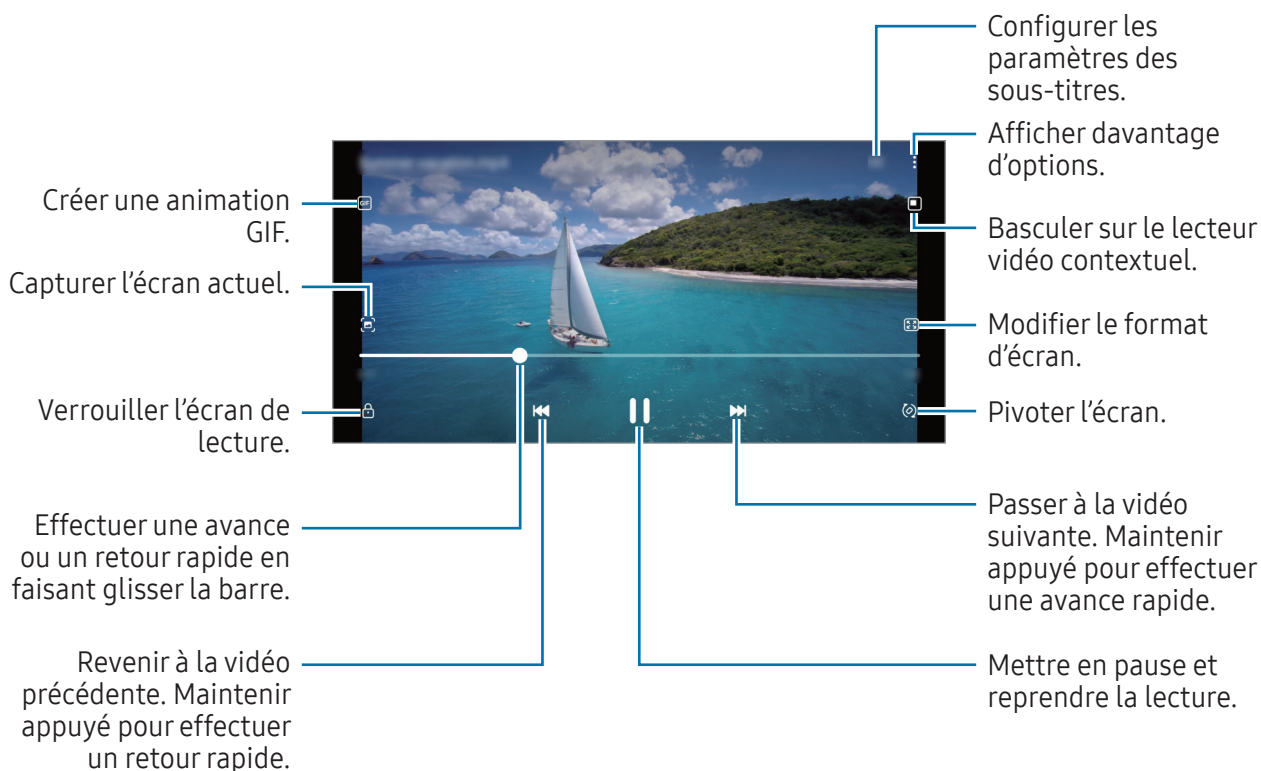 Configurer les
paramètres des
sous-titres.
Afficher davantage
d'options.
Créer une animation
GIF.
GIF
Basculer sur le lecteur
vidéo contextuel.
Capturer l'écran actuel.
Modifier le format
d'écran.
Verrouiller l'écran de
lecture.
Pivoter l'écran.
Effectuer une avance
ou un retour rapide en
faisant glisser la barre.
Passer à la vidéo
suivante. Maintenir
appuyé pour effectuer
une avance rapide.
Revenir à la vidéo
précédente. Maintenir
appuyé pour effectuer
un retour rapide.
Mettre en pause et
reprendre la lecture.